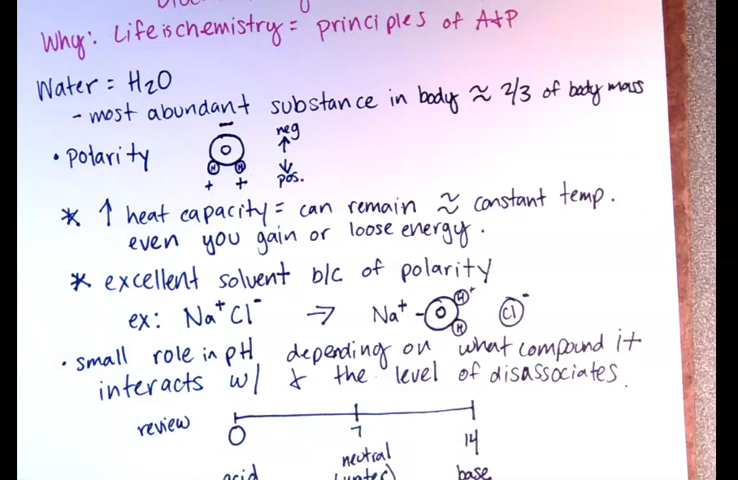 Why: Life is chemistry = principles of A+P
Water = H2O
- most abundant substance in body ≈ 2/3 of body mass
• polarity
− neg
O ↑
H H ↓
+ + pos.
* ↑ heat capacity = can remain ≈ constant temp.
even you gain or loose energy.
* excellent solvent b/c of polarity
ex: Na+Cl- → Na+ - O H+ H Cl-
• small role in pH depending on what compound it
interacts w/ & the level of disassociates.
review
0 7 14
acid neutral base
(water)